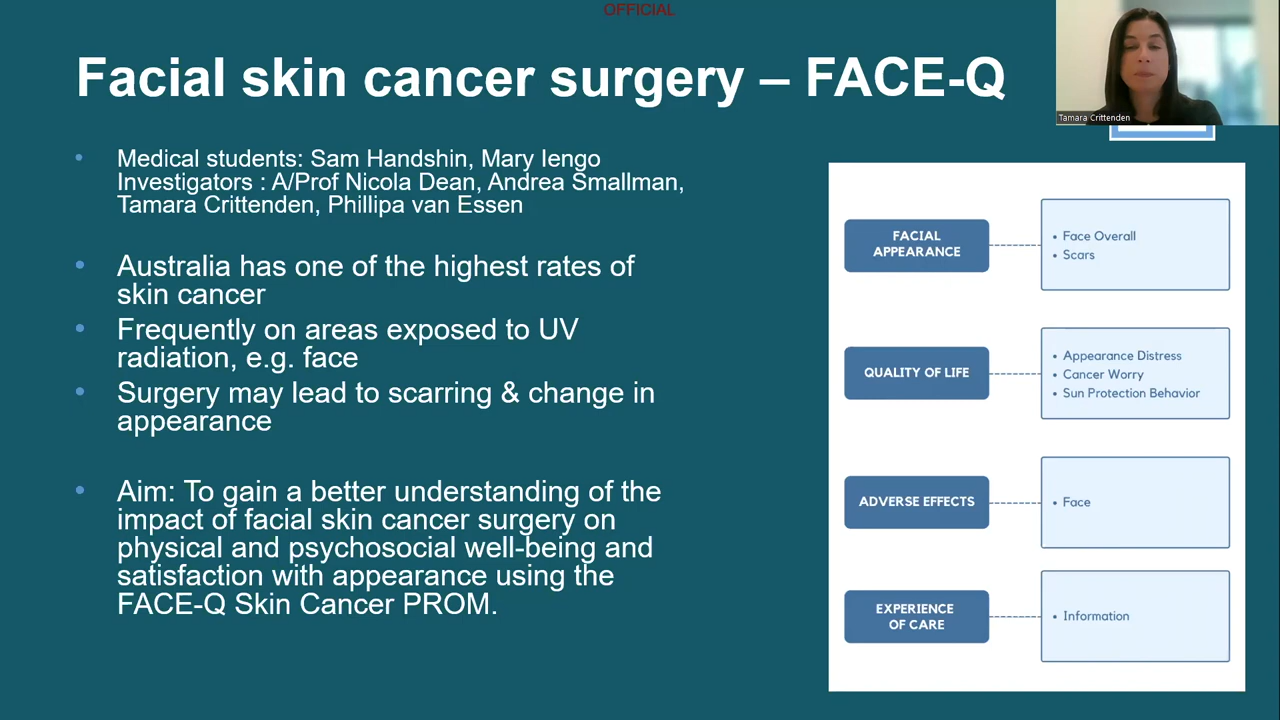 OFFICIAL
Facial skin cancer surgery – FACE-Q
Tamara Crittenden
• Medical students: Sam Handshin, Mary Iengo
Investigators : A/Prof Nicola Dean, Andrea Smallman,
Tamara Crittenden, Phillipa van Essen
• Australia has one of the highest rates of
skin cancer
• Frequently on areas exposed to UV
radiation, e.g. face
• Surgery may lead to scarring & change in
appearance
• Aim: To gain a better understanding of the
impact of facial skin cancer surgery on
physical and psychosocial well-being and
satisfaction with appearance using the
FACE-Q Skin Cancer PROM.
FACIAL
APPEARANCE
• Face Overall
• Scars
QUALITY OF LIFE
• Appearance Distress
• Cancer Worry
• Sun Protection Behavior
ADVERSE EFFECTS
• Face
EXPERIENCE
OF CARE
• Information